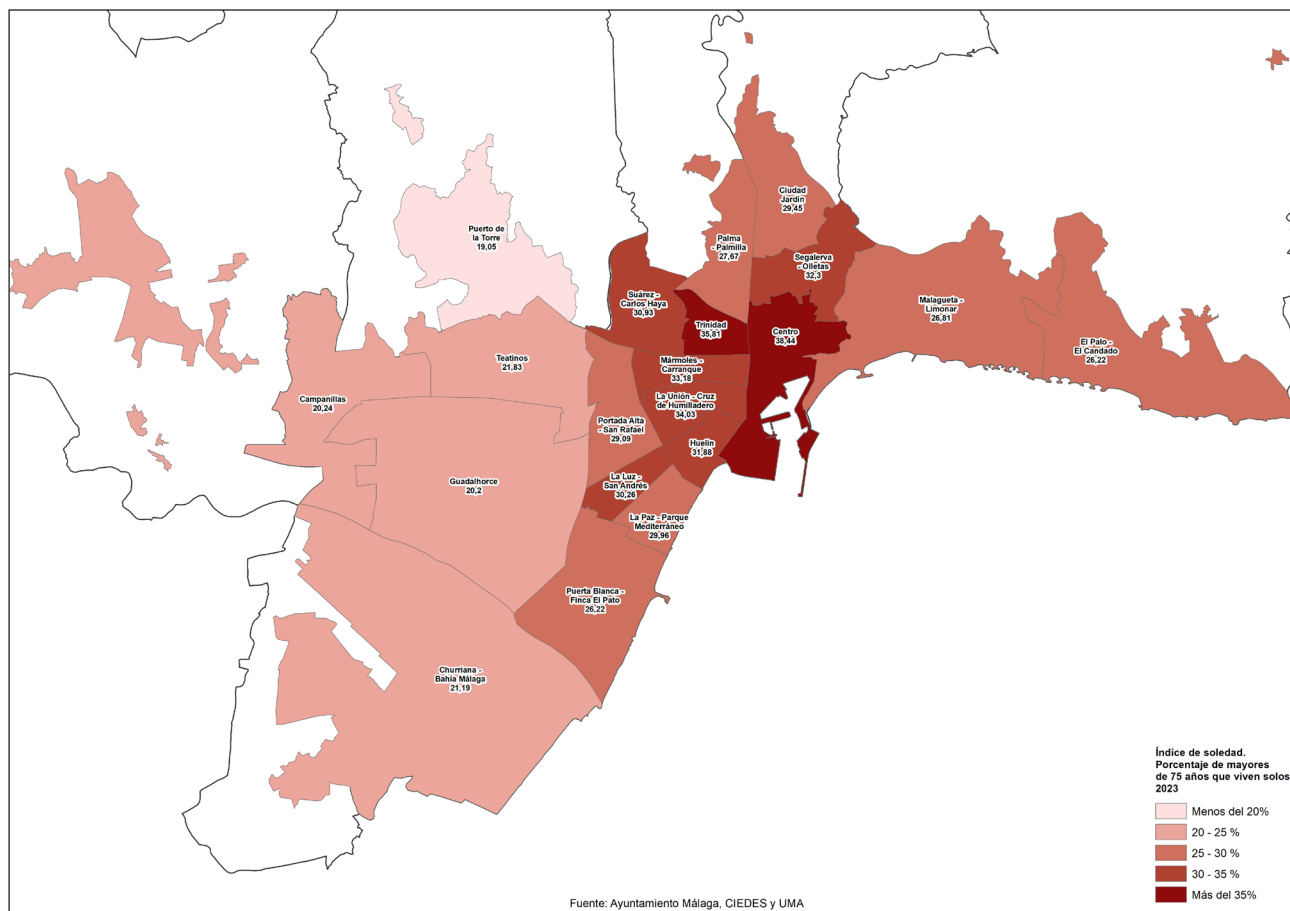 Ciudad
Jardín
29,45
Puerto de
la Torre
19,05
Palma
- Palmilla
27,67
Segalerva
- Olletas
32,3
Suárez -
Carlos Haya
30,93
Malagueta -
Limonar
26,81
Trinidad
35,81
Centro
38,44
El Palo -
El Candado
26,22
Teatinos
21,83
Mármoles -
Carranque
33,18
Campanillas
20,24
La Unión - Cruz
de Humilladero
34,03
Portada Alta
- San Rafael
29,09
Huelin
31,88
Guadalhorce
20,2
La Luz -
San Andrés
30,26
La Paz - Parque
Mediterráneo
29,96
Puerta Blanca -
Finca El Pato
26,22
Churriana -
Bahía Málaga
21,19
Índice de soledad.
Porcentaje de mayores
de 75 años que viven solos
2023
Menos del 20%
20 - 25 %
25 - 30 %
30 - 35 %
Más del 35%
Fuente: Ayuntamiento Málaga, CIEDES y UMA